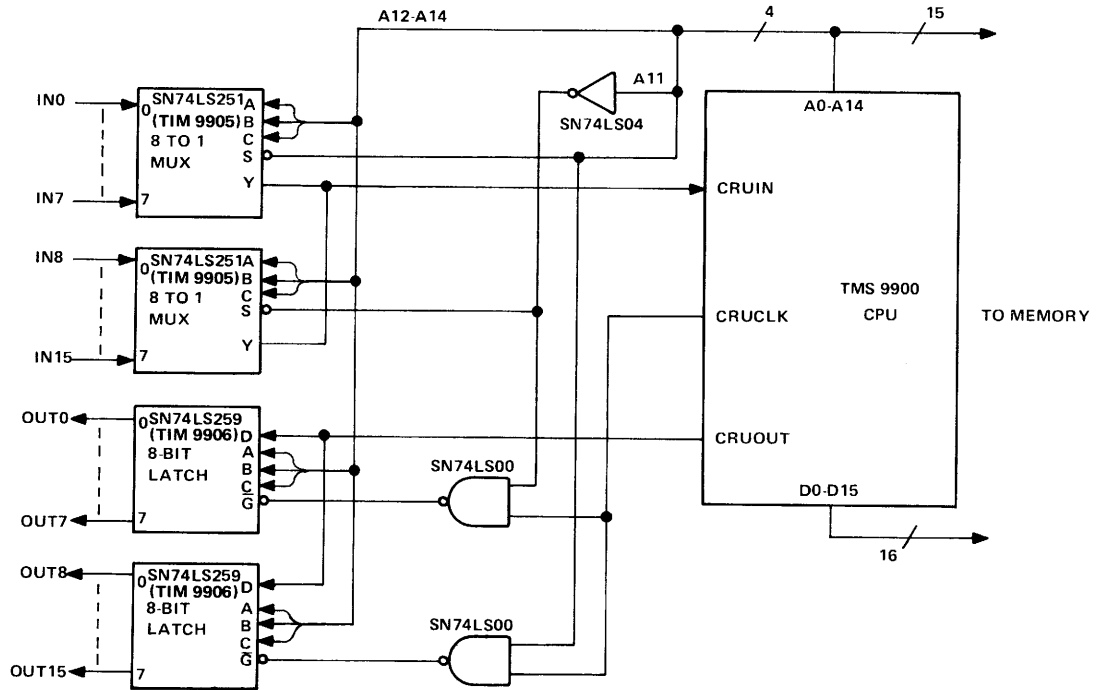 A12-A14
4
15
IN0
IN7
0
SN74LS251
(TIM 9905)
8 TO 1
MUX
7
A
B
C
S
Y
A11
SN74LS04
IN8
IN15
0
SN74LS251
(TIM 9905)
8 TO 1
MUX
7
A
B
C
S
Y
OUT0
OUT7
0
SN74LS259
(TIM 9906)
8-BIT
LATCH
7
D
A
B
C
G̅
SN74LS00
OUT8
OUT15
0
SN74LS259
(TIM 9906)
8-BIT
LATCH
7
D
A
B
C
G̅
SN74LS00
A0-A14
CRUIN
CRUCLK
CRUOUT
TMS 9900
CPU
D0-D15
TO MEMORY
16